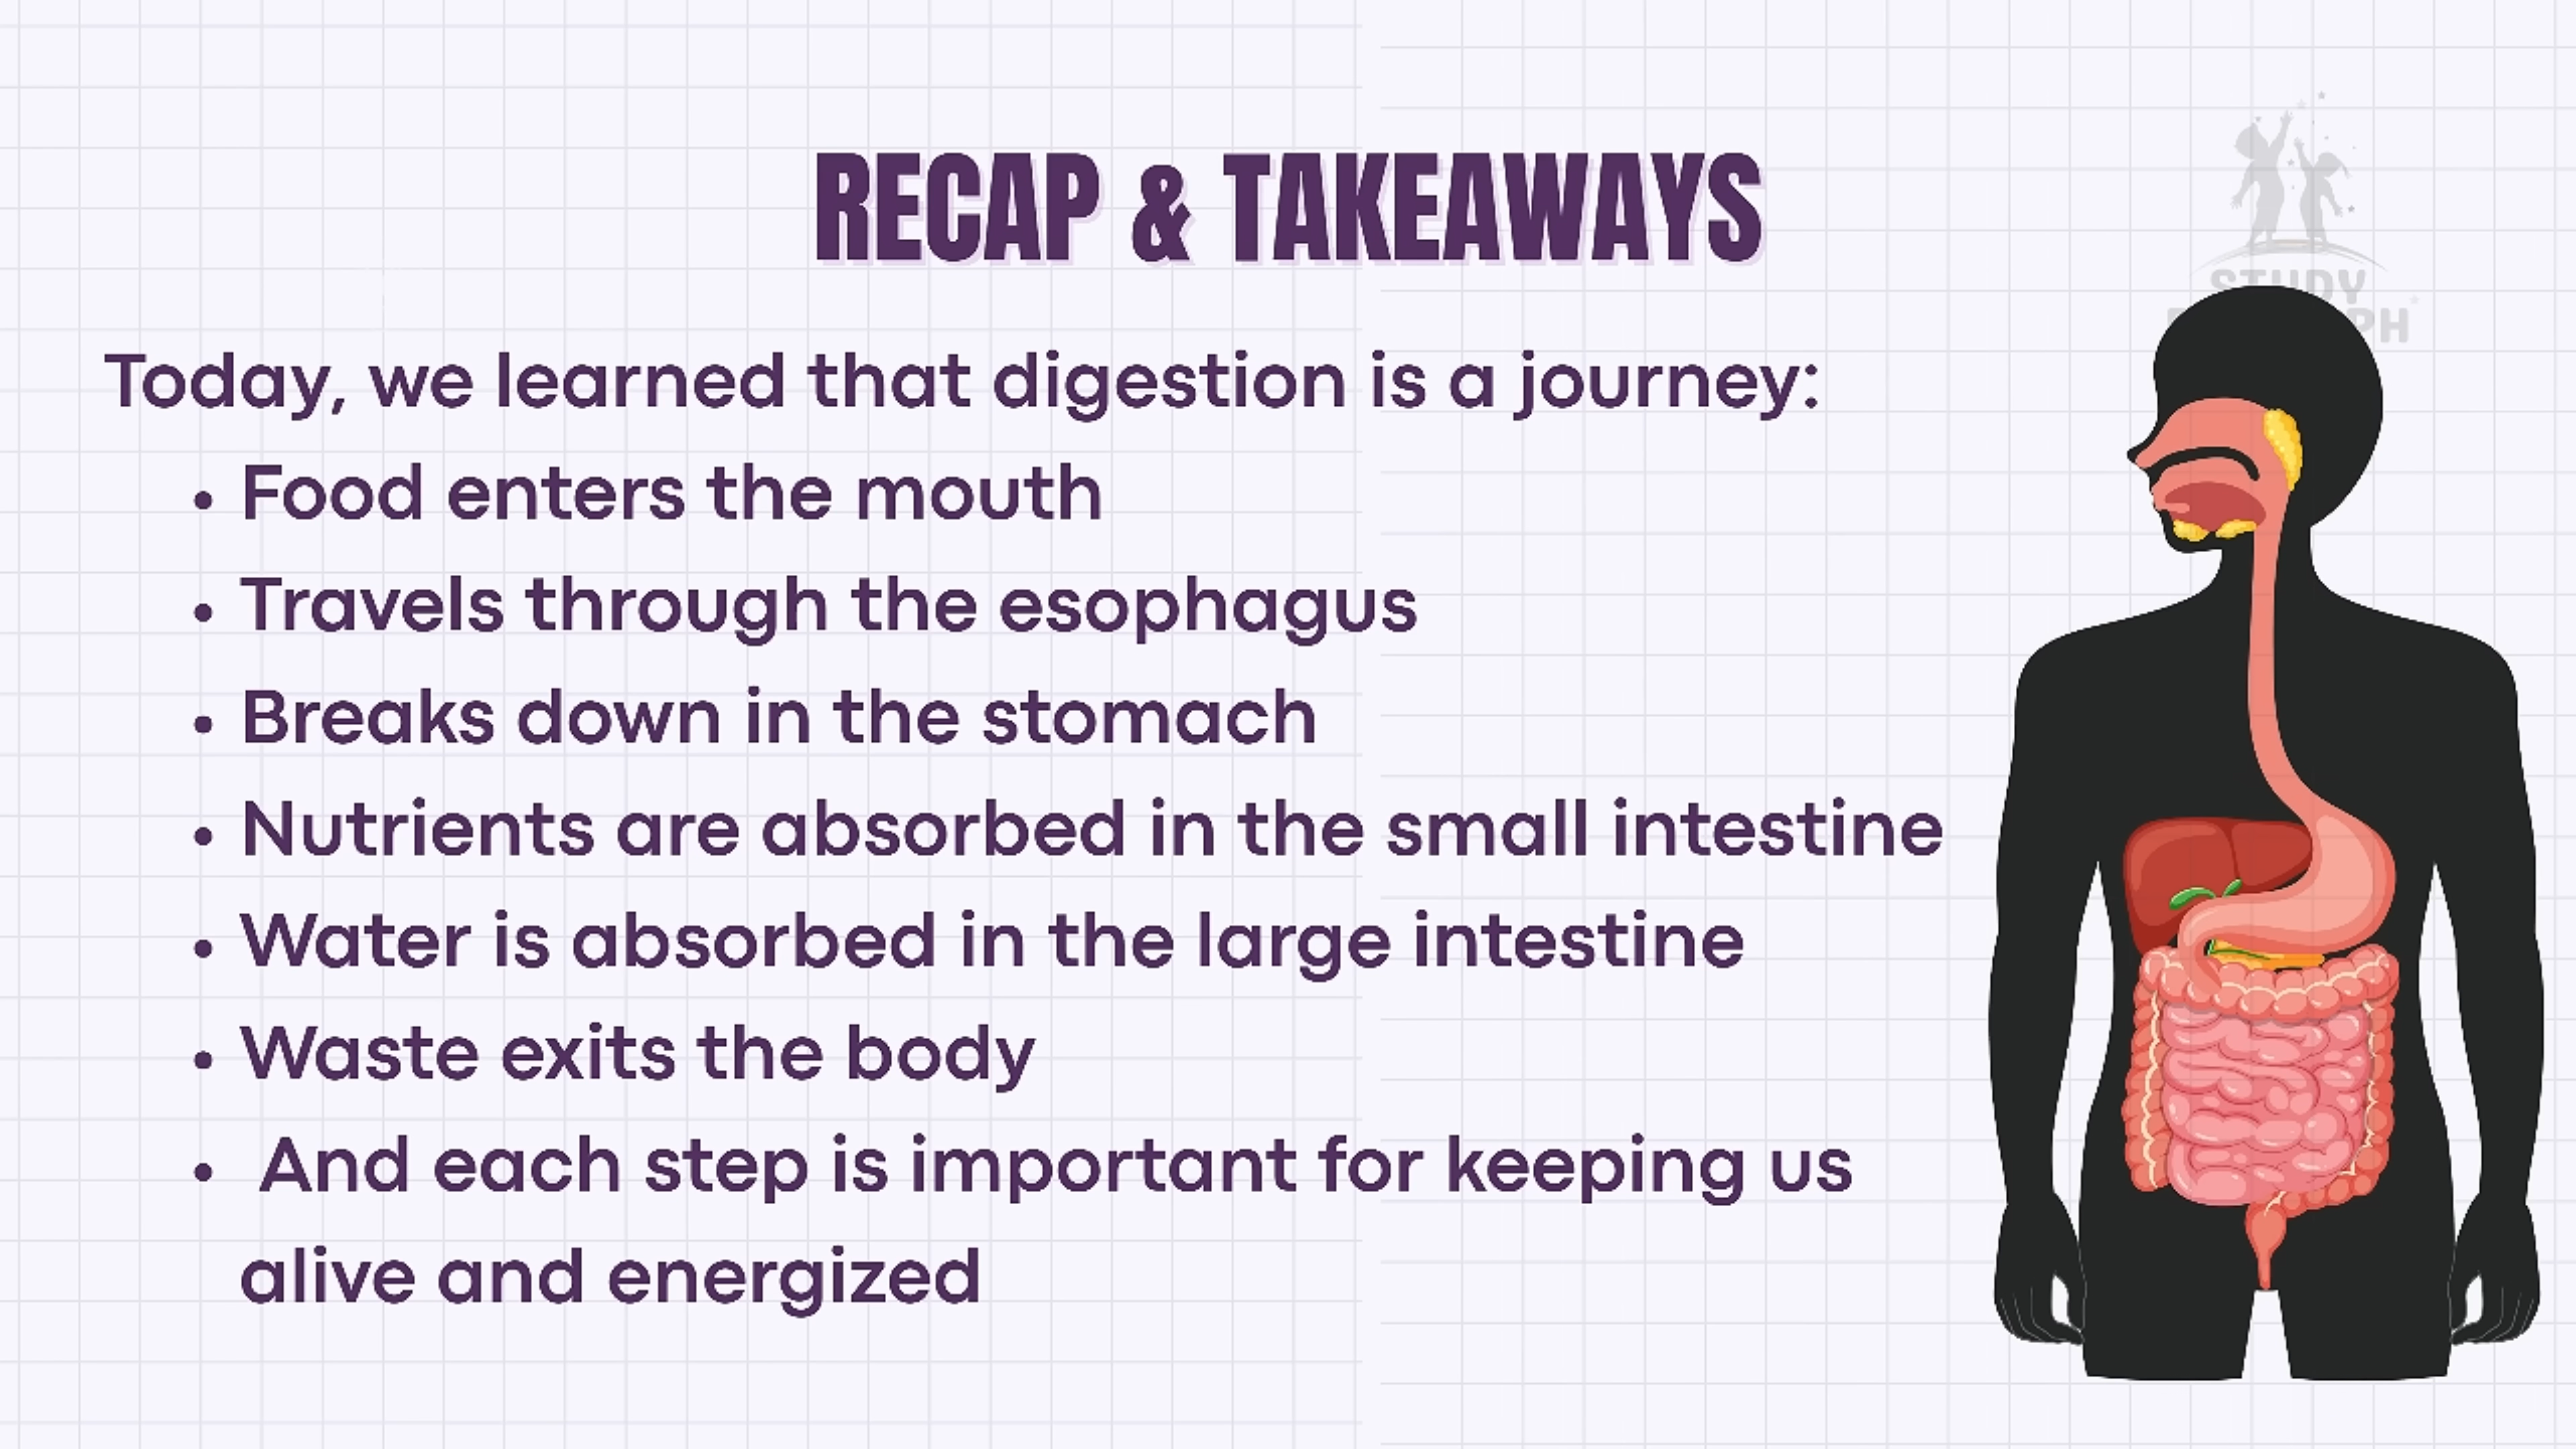 STUDY
PH
RECAP & TAKEAWAYS
Today, we learned that digestion is a journey:
• Food enters the mouth
• Travels through the esophagus
• Breaks down in the stomach
• Nutrients are absorbed in the small intestine
• Water is absorbed in the large intestine
• Waste exits the body
• And each step is important for keeping us
alive and energized